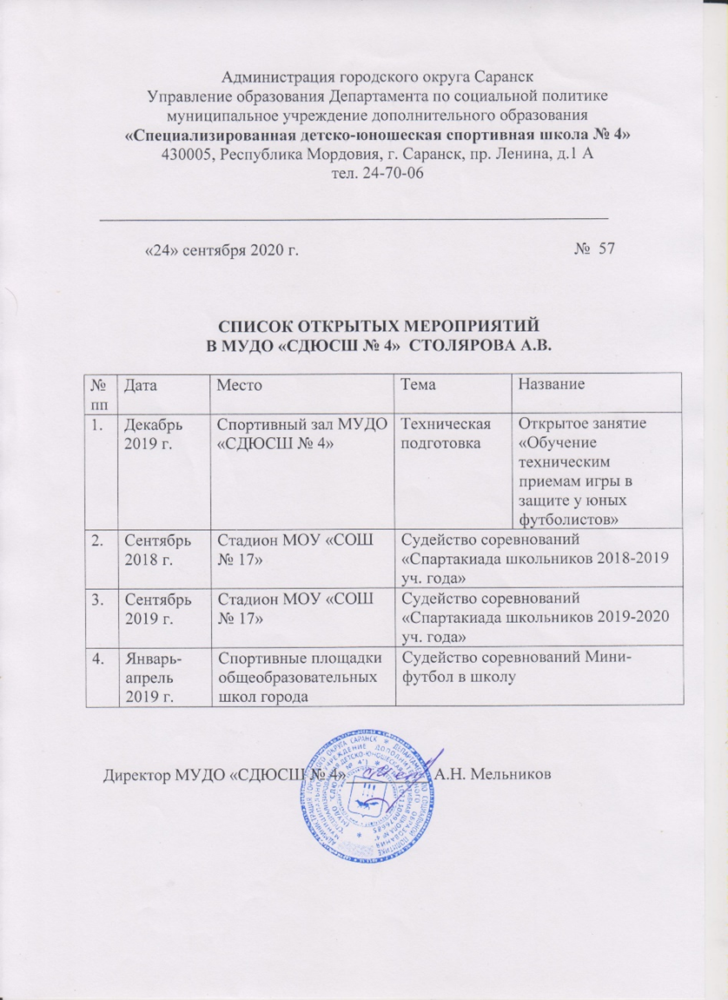 Администрация городского округа Саранск
Управление образования Департамента по социальной политике
муниципальное учреждение дополнительного образования
«Специализированная детско-юношеская спортивная школа № 4»
430005, Республика Мордовия, г. Саранск, пр. Ленина, д.1 А
тел. 24-70-06
«24» сентября 2020 г. № 57
СПИСОК ОТКРЫТЫХ МЕРОПРИЯТИЙ
В МУДО «СДЮСШ № 4» СТОЛЯРОВА А.В.
№ Дата Место Тема Название
пп
1. Декабрь Спортивный зал МУДО Техническая Открытое занятие
2019 г. «СДЮСШ № 4» подготовка «Обучение
техническим
приемам игры в
защите у юных
футболистов»
2. Сентябрь Стадион МОУ «СОШ Судейство соревнований
2018 г. № 17» «Спартакиада школьников 2018-2019
уч. года»
3. Сентябрь Стадион МОУ «СОШ Судейство соревнований
2019 г. № 17» «Спартакиада школьников 2019-2020
уч. года»
4. Январь- Спортивные площадки Судейство соревнований Мини-
апрель общеобразовательных футбол в школу
2019 г. школ города
Директор МУДО «СДЮСШ № 4» А.Н. Мельников